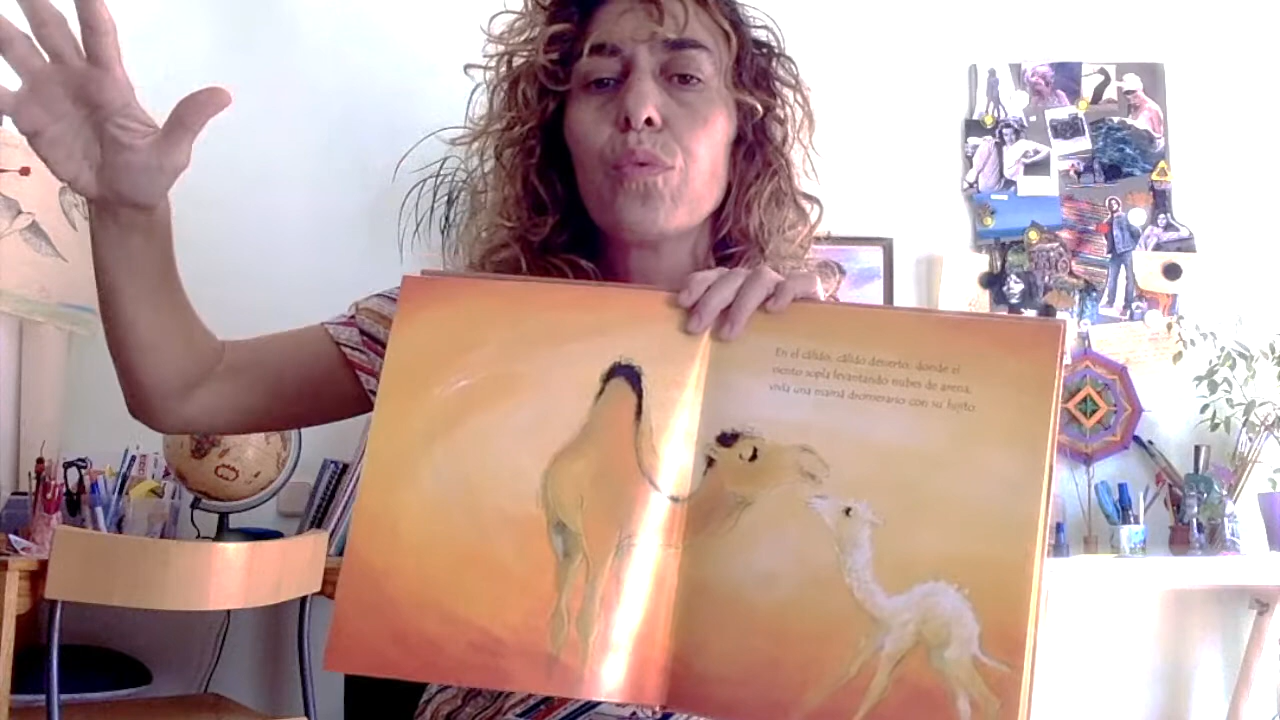 En el cálido, cálido desierto, donde el
viento sopla levantando nubes de arena,
vivía una mamá dromedario con su hijito